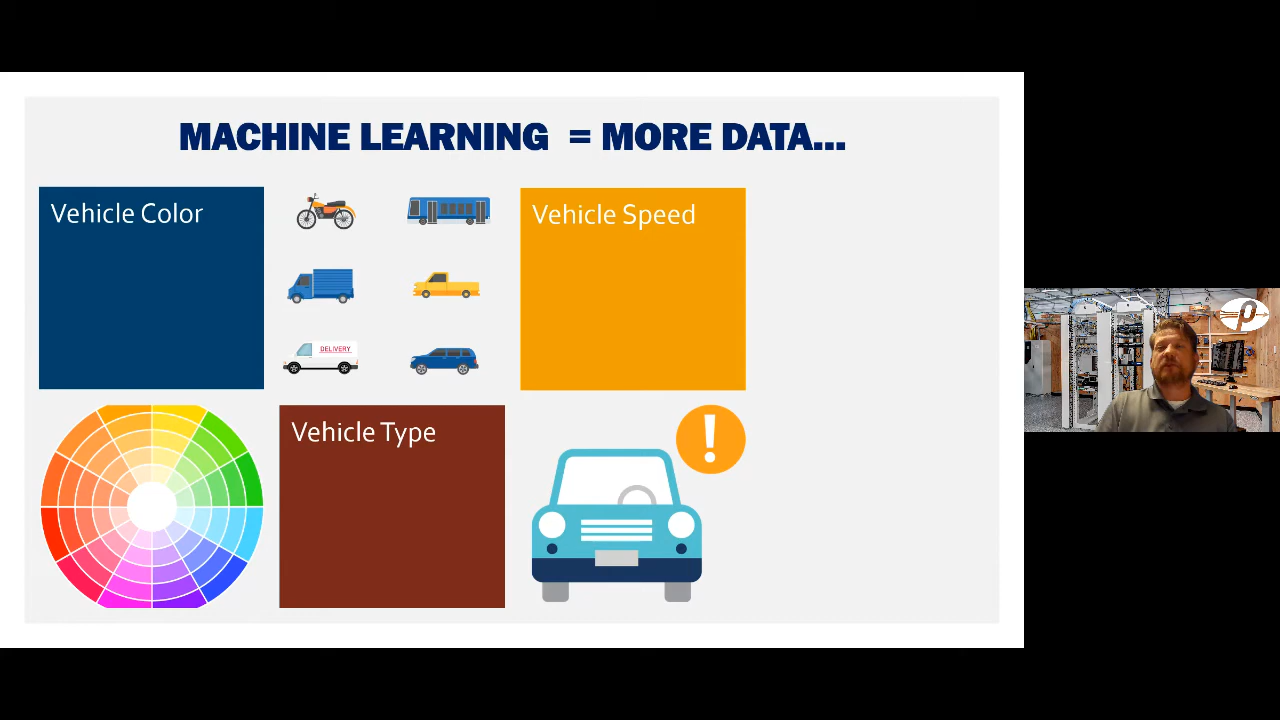 MACHINE LEARNING = MORE DATA...
Vehicle Color
Vehicle Speed
DELIVERY
Vehicle Type
!
p